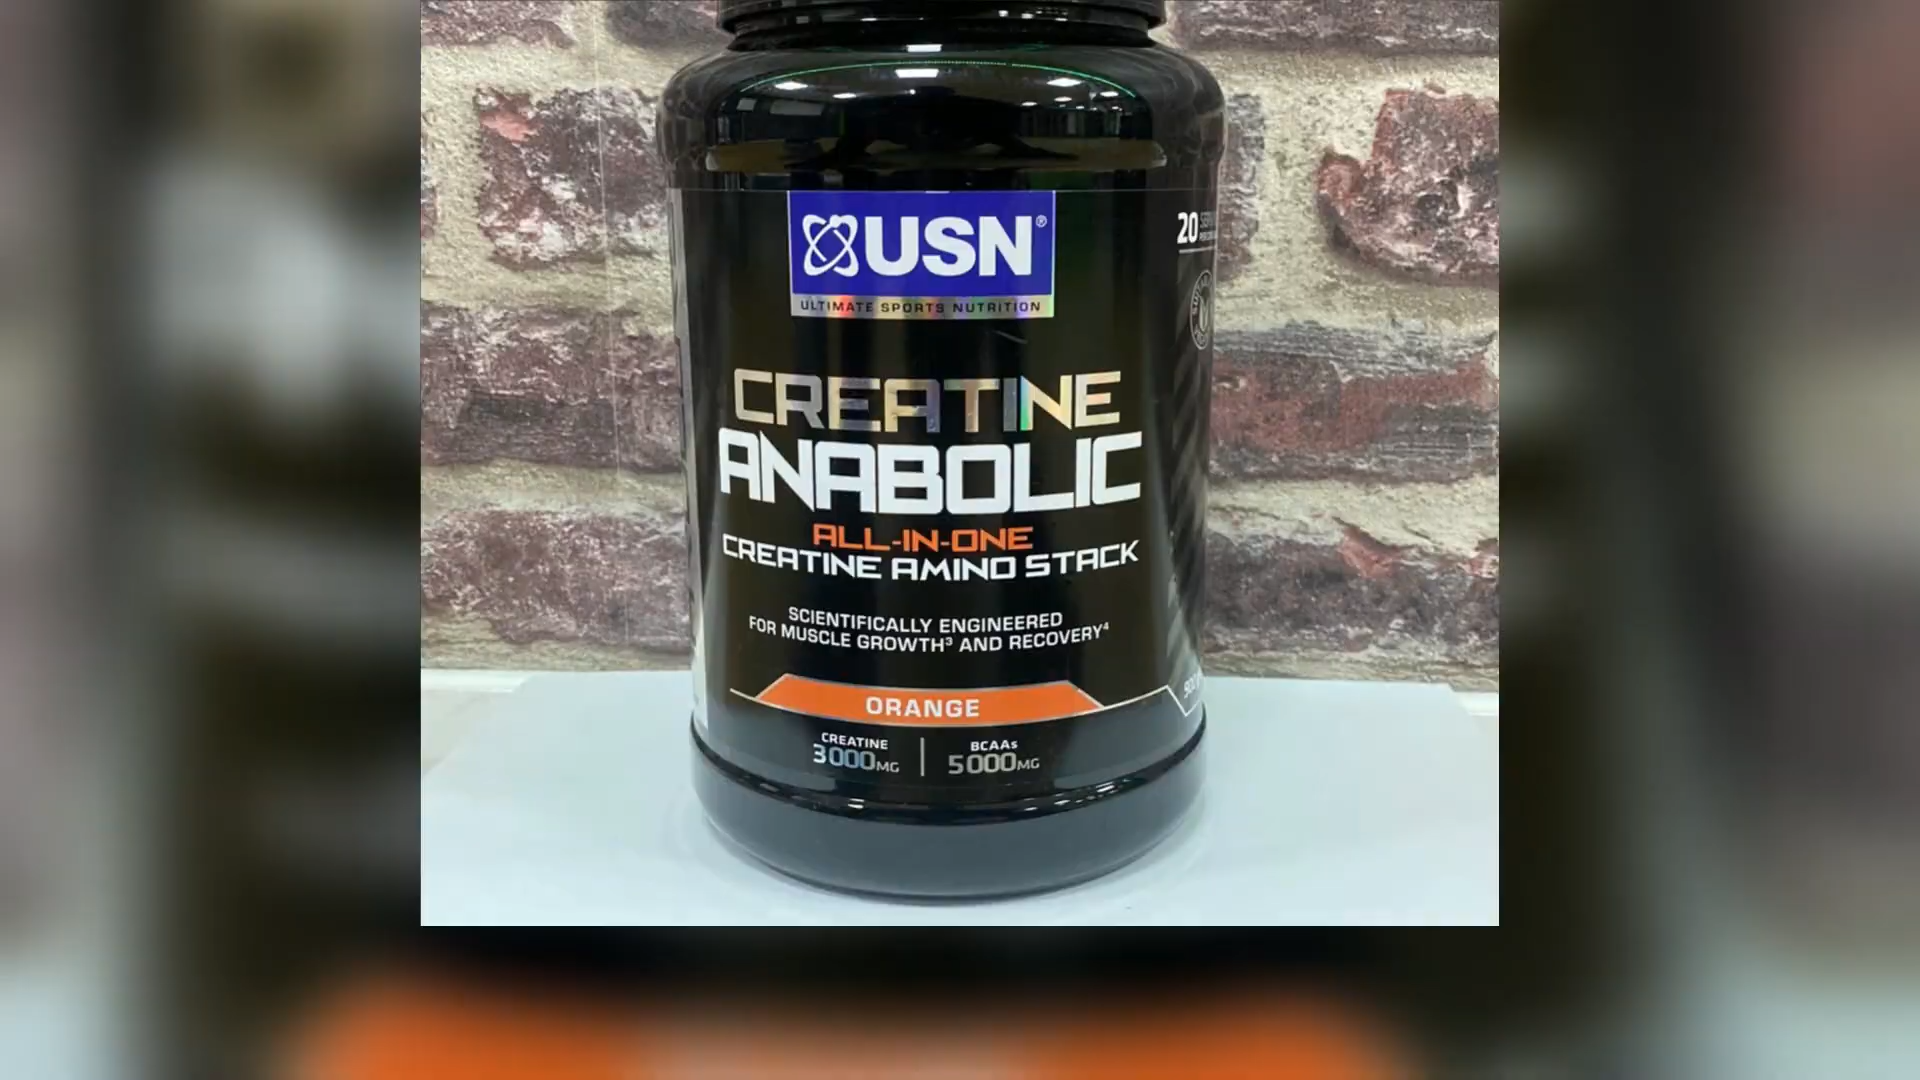 USN®
ULTIMATE SPORTS NUTRITION
20
CREATINE
ANABOLIC
ALL-IN-ONE
CREATINE AMINO STACK
SCIENTIFICALLY ENGINEERED
FOR MUSCLE GROWTH³ AND RECOVERY⁴
ORANGE
CREATINE
3000MG
BCAAs
5000MG